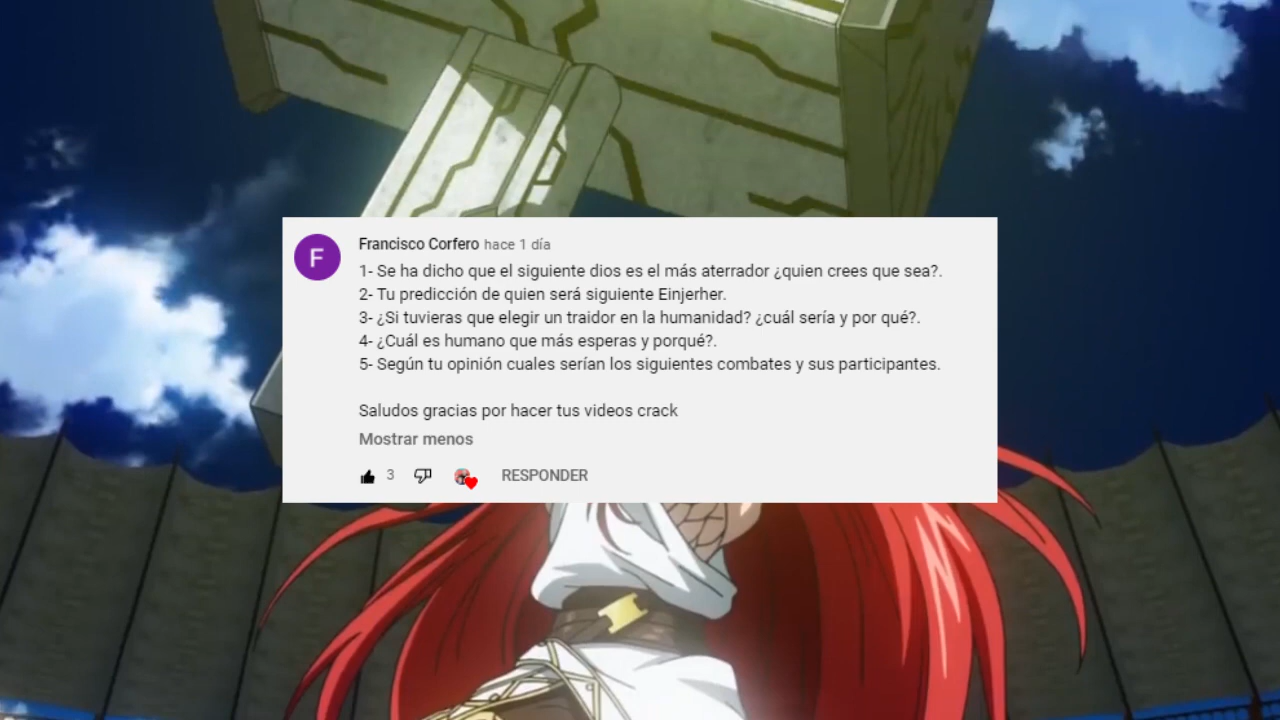 F
Francisco Corfero hace 1 día
1- Se ha dicho que el siguiente dios es el más aterrador ¿quien crees que sea?.
2- Tu predicción de quien será siguiente Einjerher.
3- ¿Si tuvieras que elegir un traidor en la humanidad? ¿cuál sería y por qué?.
4- ¿Cuál es humano que más esperas y porqué?.
5- Según tu opinión cuales serían los siguientes combates y sus participantes.
Saludos gracias por hacer tus videos crack
Mostrar menos
3 RESPONDER